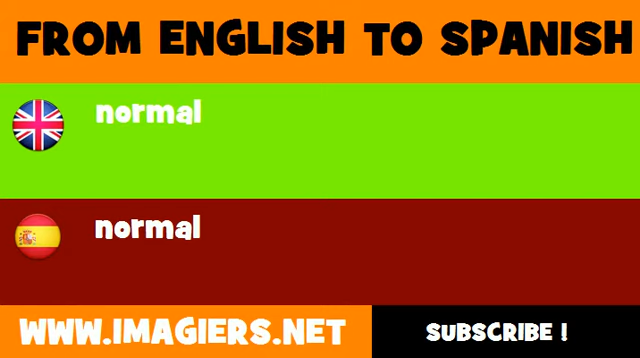 FROM ENGLISH TO SPANISH
normal
normal
WWW.IMAGIERS.NET
SUBSCRIBE !